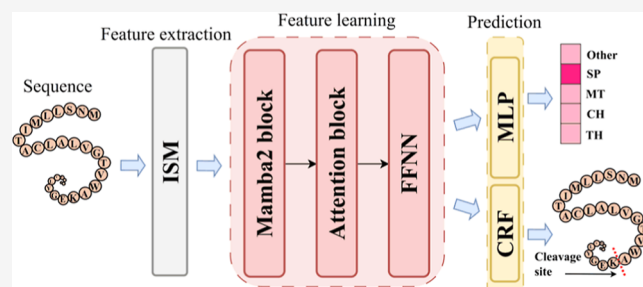 Feature extraction
Feature learning
Prediction
Sequence
ISM
Mamba2 block
Attention block
FFNN
MLP
CRF
Other
SP
MT
CH
TH
Cleavage
site